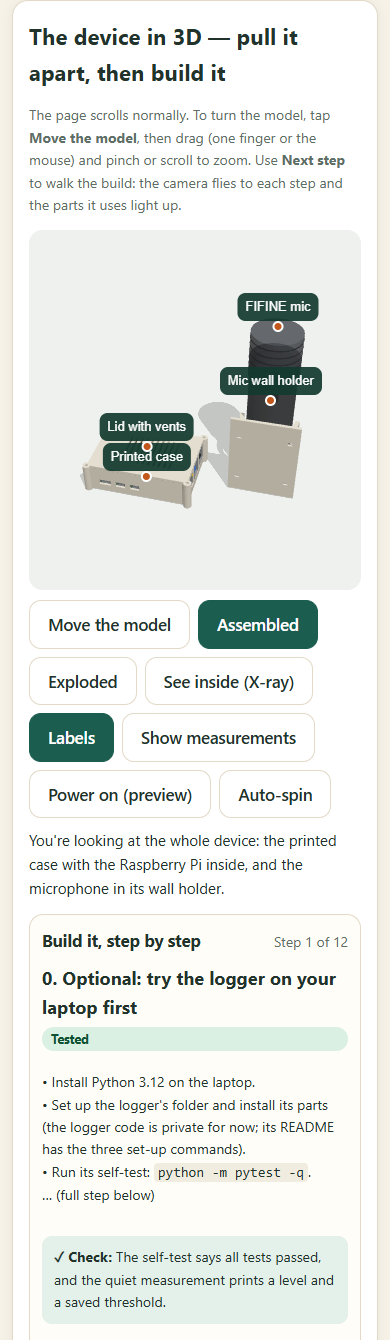 The device in 3D — pull it
apart, then build it
The page scrolls normally. To turn the model, tap
Move the model, then drag (one finger or the
mouse) and pinch or scroll to zoom. Use Next step
to walk the build: the camera flies to each step and
the parts it uses light up.
FIFINE mic
Mic wall holder
Lid with vents
Printed case
Move the model
Assembled
Exploded
See inside (X-ray)
Labels
Show measurements
Power on (preview)
Auto-spin
You're looking at the whole device: the printed
case with the Raspberry Pi inside, and the
microphone in its wall holder.
Build it, step by step
Step 1 of 12
0. Optional: try the logger on your
laptop first
Tested
• Install Python 3.12 on the laptop.
• Set up the logger's folder and install its parts
(the logger code is private for now; its README
has the three set-up commands).
• Run its self-test: python -m pytest -q.
... (full step below)
✓ Check: The self-test says all tests passed,
and the quiet measurement prints a level and
a saved threshold.